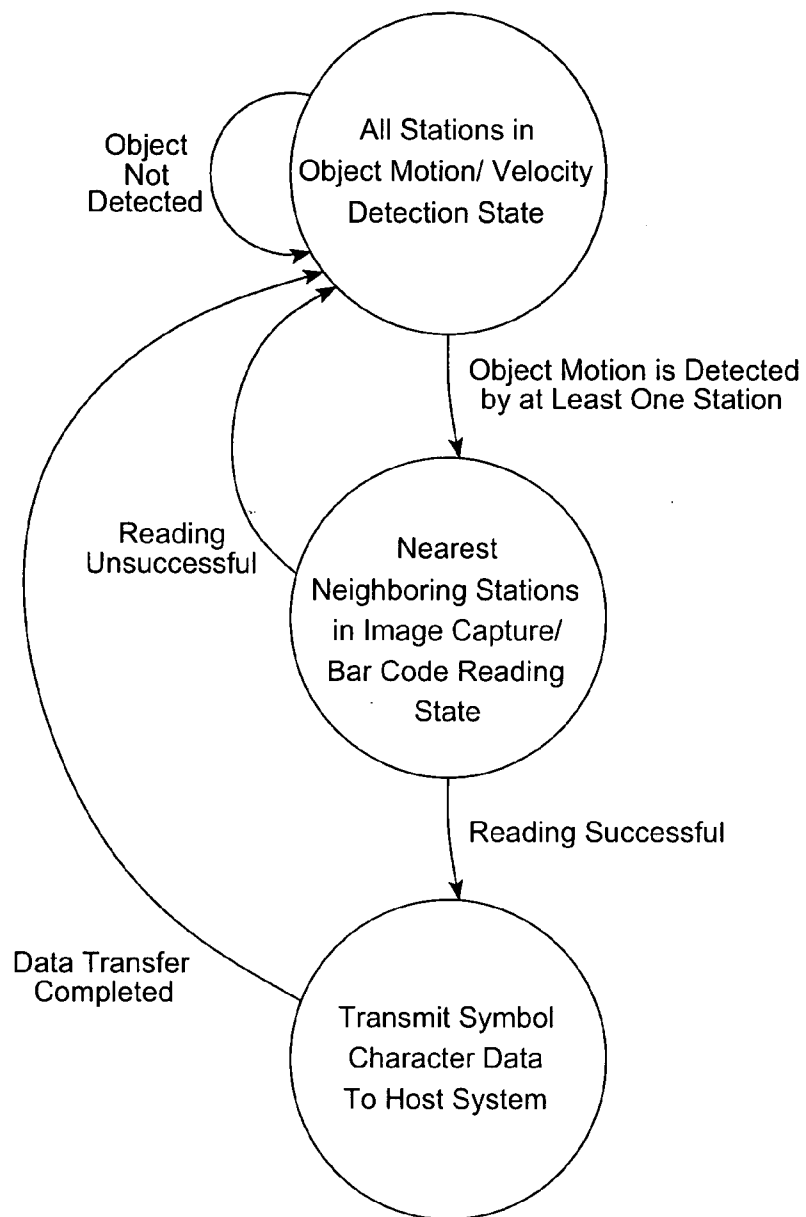 All Stations in
Object Motion/ Velocity
Detection State
Object
Not
Detected
Object Motion is Detected
by at Least One Station
Nearest
Neighboring Stations
in Image Capture/
Bar Code Reading
State
Reading
Unsuccessful
Reading Successful
Transmit Symbol
Character Data
To Host System
Data Transfer
Completed